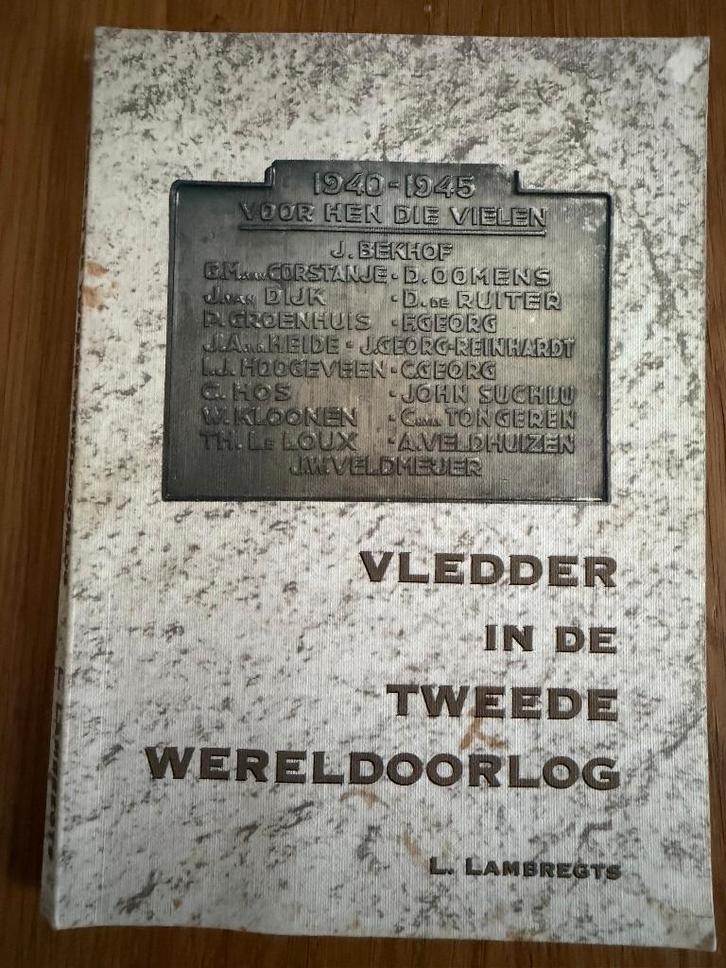 1940-1945
VOOR HEN DIE VIELEN
J. BEKHOF
G.M. v.d. CORSTANJE · D. OOMENS
J. VAN DIJK · D. DE RUITER
D. GROENHUIS · F. GEORG
J.A. v.d. HEIDE · J. GEORG-REINHARDT
L.J. HOOGEVEEN · C. GEORG
G. HOS · JOHN SUCHLU
W. KLOONEN · C. VAN TONGEREN
TH. LE LOUX · A. VELDHUIZEN
J.W. VELDMEIJER
VLEDDER
IN DE
TWEEDE
WERELDOORLOG
L. LAMBREGTS